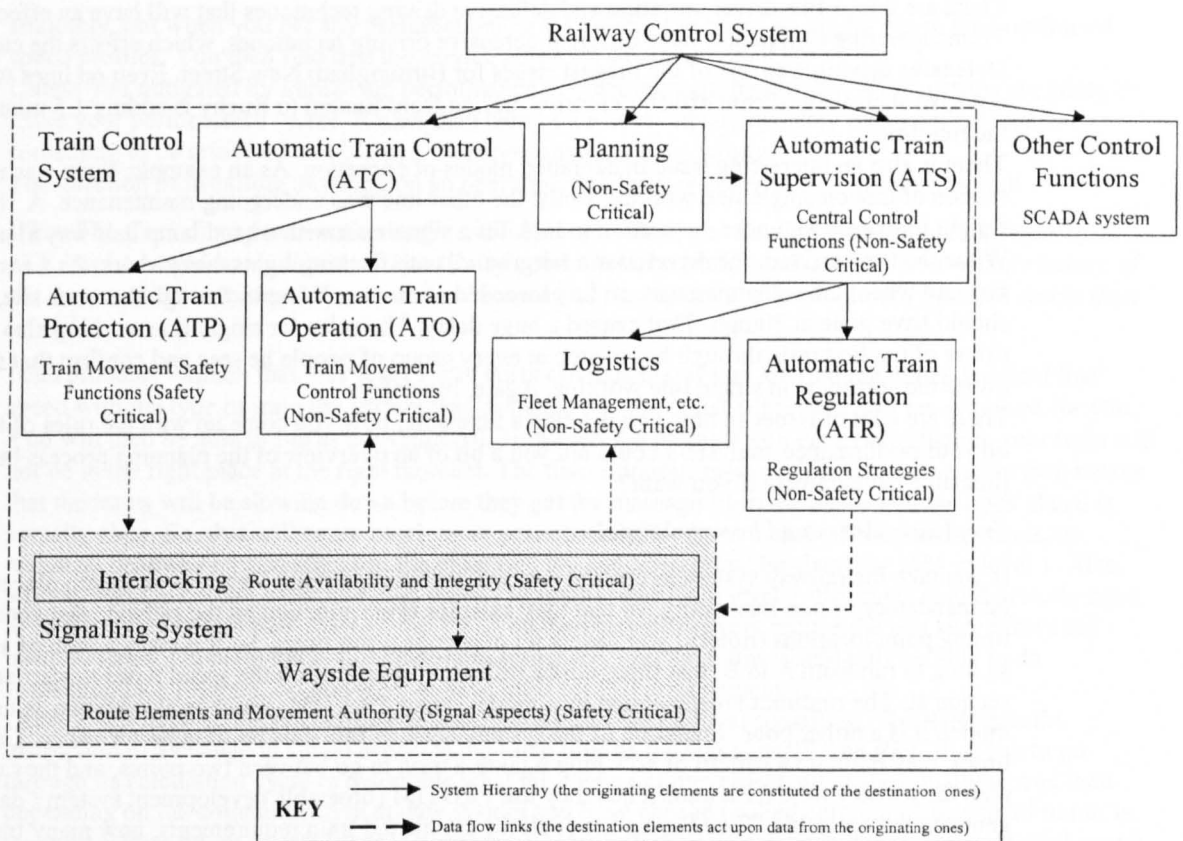 Railway Control System
Train Control
System
Automatic Train Control
(ATC)
Planning
(Non-Safety
Critical)
Automatic Train
Supervision (ATS)
Central Control
Functions (Non-Safety
Critical)
Other Control
Functions
SCADA system
Automatic Train
Protection (ATP)
Train Movement Safety
Functions (Safety
Critical)
Automatic Train
Operation (ATO)
Train Movement
Control Functions
(Non-Safety Critical)
Logistics
Fleet Management, etc.
(Non-Safety Critical)
Automatic Train
Regulation
(ATR)
Regulation Strategies
(Non-Safety Critical)
Interlocking Route Availability and Integrity (Safety Critical)
Signalling System
Wayside Equipment
Route Elements and Movement Authority (Signal Aspects) (Safety Critical)
KEY
System Hierarchy (the originating elements are constituted of the destination ones)
Data flow links (the destination elements act upon data from the originating ones)